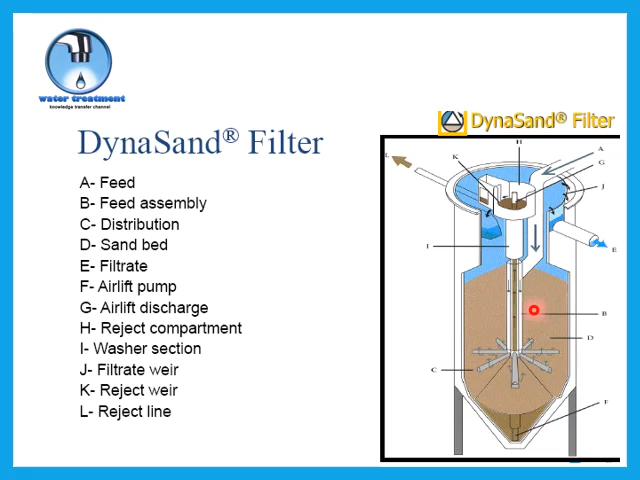 water treatment
knowledge transfer channel
DynaSand® Filter
A- Feed
B- Feed assembly
C- Distribution
D- Sand bed
E- Filtrate
F- Airlift pump
G- Airlift discharge
H- Reject compartment
I- Washer section
J- Filtrate weir
K- Reject weir
L- Reject line
DynaSand® Filter
H
A
L
K
G
J
I
E
B
D
C
F